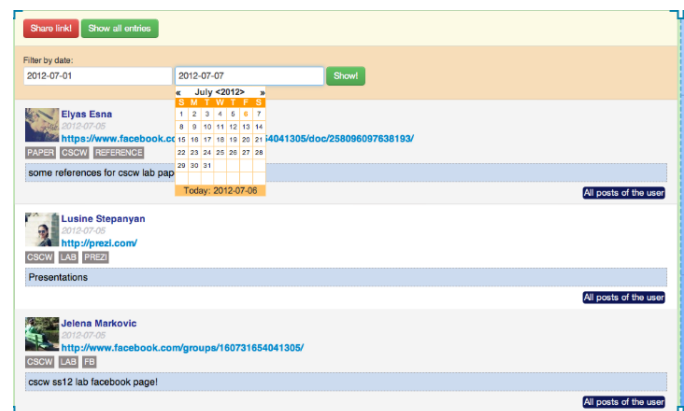 Share link! Show all entries
Filter by date:
2012-07-01 2012-07-07 Show!
« July <2012> »
S M T W T F S
1 2 3 4 5 6 7
8 9 10 11 12 13 14
15 16 17 18 19 20 21
22 23 24 25 26 27 28
29 30 31
Today: 2012-07-06
Elyas Esna
2012-07-05
https://www.facebook.co 54041305/doc/258096097638193/
PAPER CSCW REFERENCE
some references for cscw lab pap
All posts of the user
Lusine Stepanyan
2012-07-05
http://prezi.com/
CSCW LAB PREZI
Presentations
All posts of the user
Jelena Markovic
2012-07-05
http://www.facebook.com/groups/160731654041305/
CSCW LAB FB
cscw ss12 lab facebook page!
All posts of the user